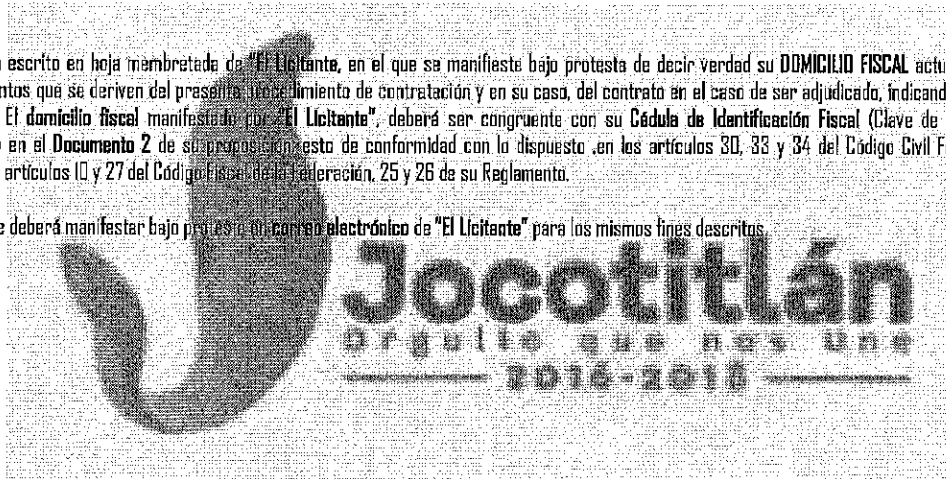 escrito en hoja membretada de "El Licitante, en el que se manifieste bajo protesta de decir verdad su DOMICILIO FISCAL actu
ntos que se deriven del presente procedimiento de contratación y en su caso, del contrato en el caso de ser adjudicado, indicand
El domicilio fiscal manifestado por "El Licitante", deberá ser congruente con su Cédula de Identificación Fiscal (Clave de
en el Documento 2 de su proposición esto de conformidad con lo dispuesto .en los artículos 30, 33 y 34 del Código Civil F
artículos 10 y 27 del Código Fiscal de la Federación, 25 y 26 de su Reglamento.
e deberá manifestar bajo protesta un correo electrónico de "El Licitante" para los mismos fines descritos.
Jocotitlán
Orgullo que nos une
2016-2018